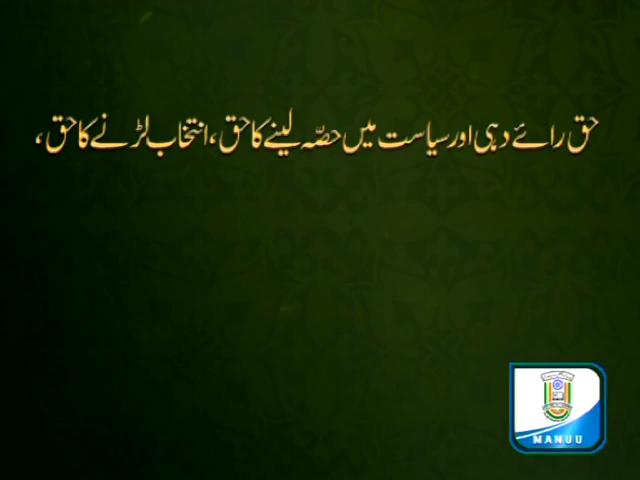 حق رائے دہی اور سیاست میں حصّہ لینے کا حق، انتخاب لڑنے کا حق،
MANUU